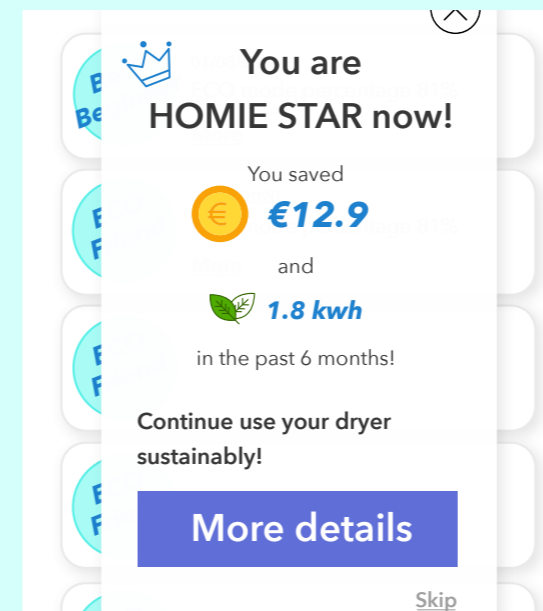 You are
HOMIE STAR now!
You saved
€12.9
and
1.8 kwh
in the past 6 months!
Continue use your dryer
sustainably!
More details
Skip